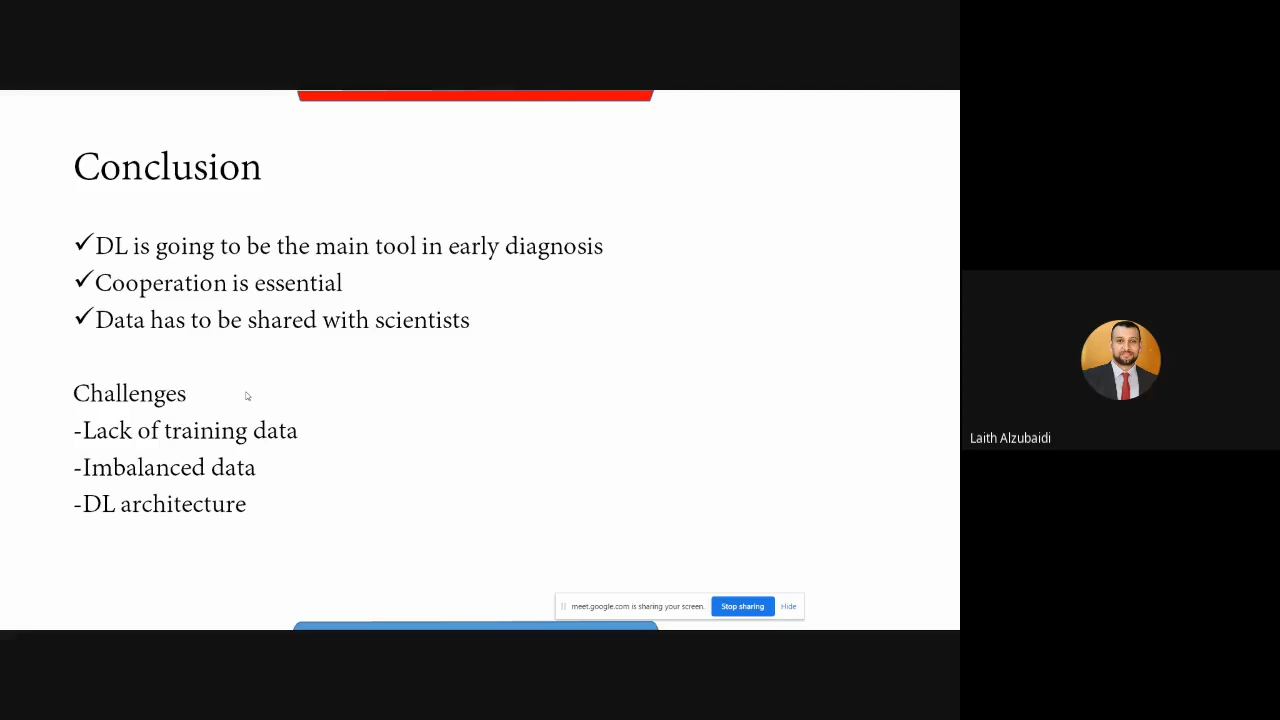 Conclusion
✓DL is going to be the main tool in early diagnosis
✓Cooperation is essential
✓Data has to be shared with scientists
Challenges
-Lack of training data
-Imbalanced data
-DL architecture
meet.google.com is sharing your screen. Stop sharing Hide
Laith Alzubaidi